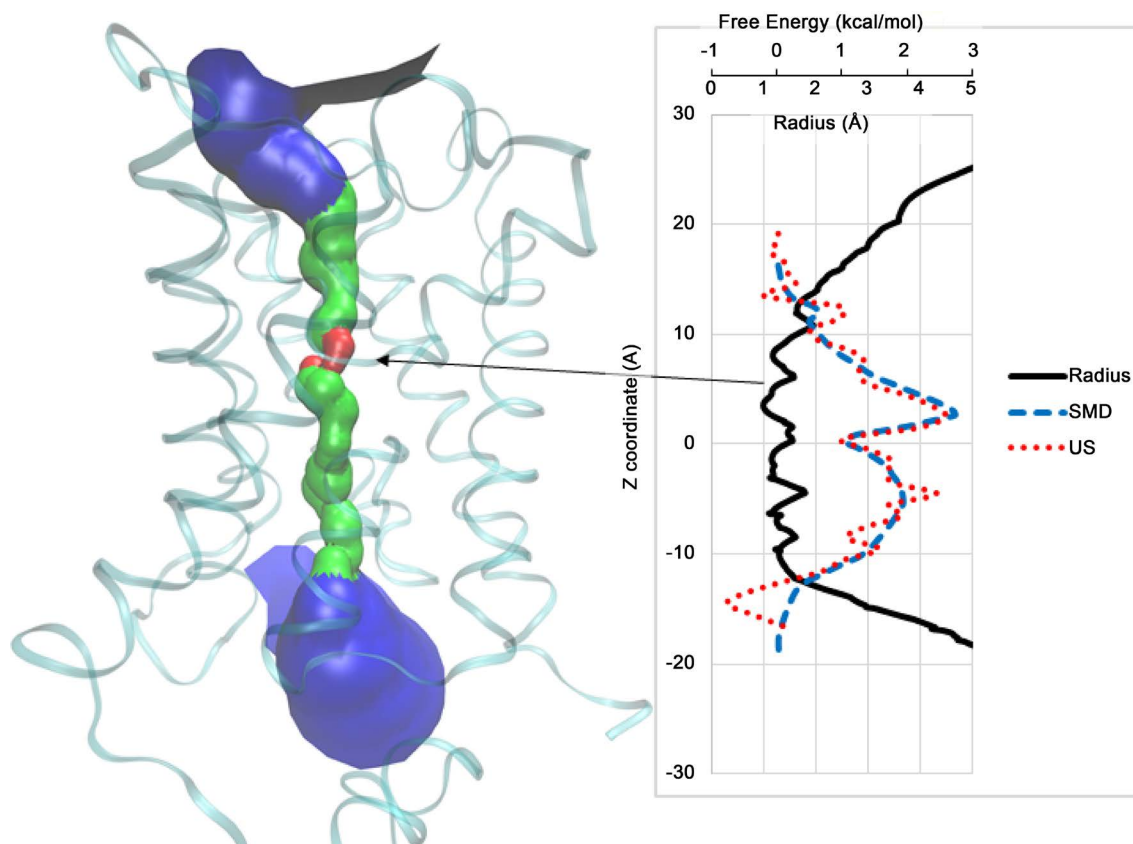 Free Energy (kcal/mol)
-1 0 1 2 3
0 1 2 3 4 5
Radius (Å)
30
20
10
0
-10
-20
-30
Z coordinate (A)
Radius
SMD
US